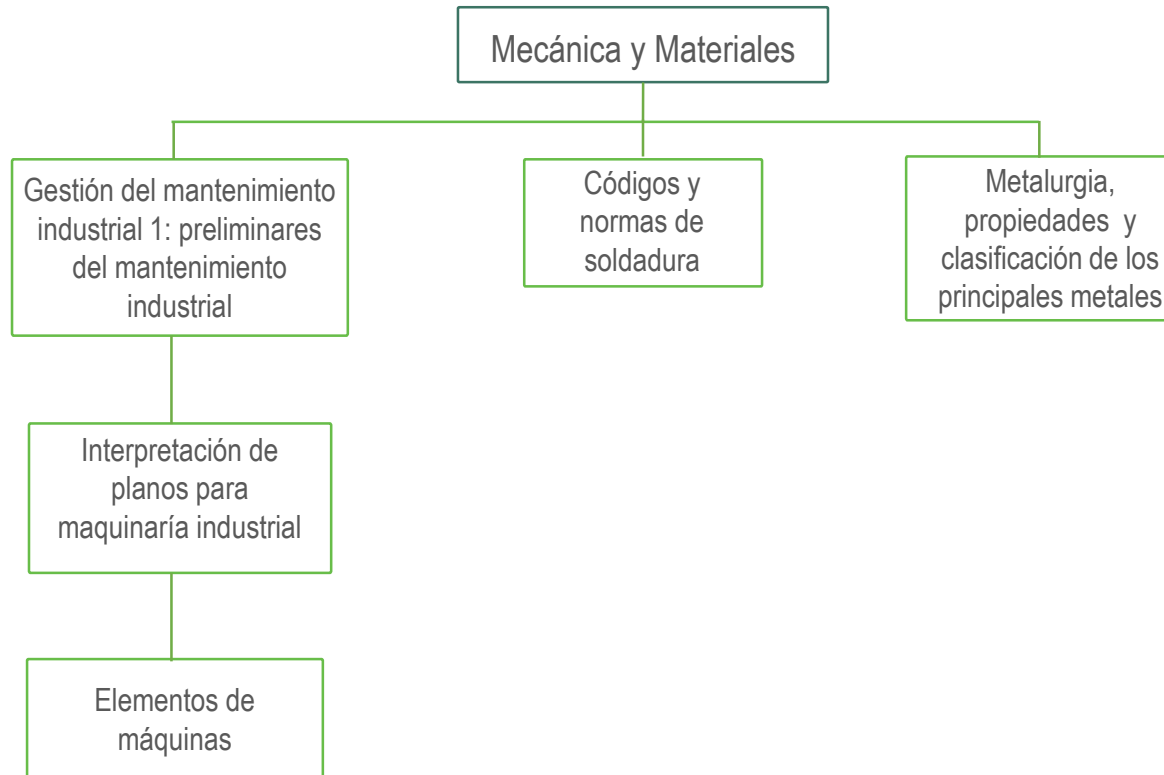 Mecánica y Materiales
Gestión del mantenimiento
industrial 1: preliminares
del mantenimiento
industrial
Códigos y
normas de
soldadura
Metalurgia,
propiedades y
clasificación de los
principales metales
Interpretación de
planos para
maquinaría industrial
Elementos de
máquinas